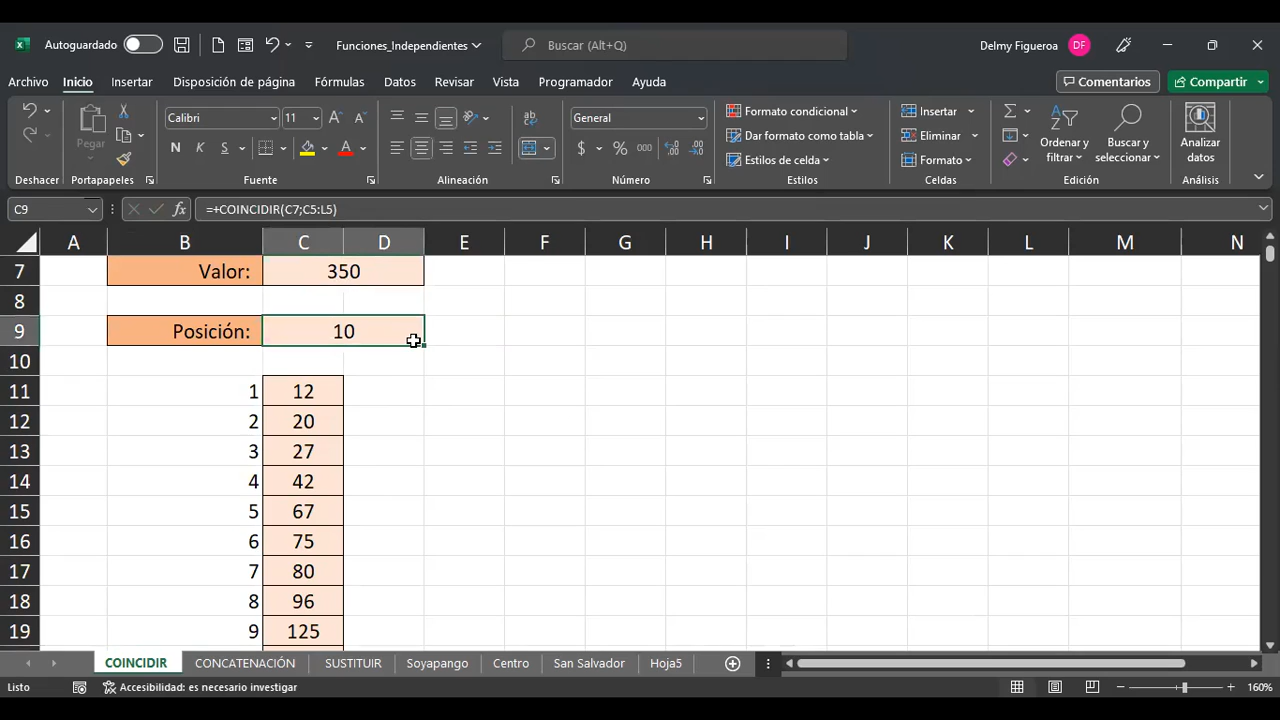 Autoguardado Funciones_Independientes Buscar (Alt+Q) Delmy Figueroa DF
Archivo Inicio Insertar Disposición de página Fórmulas Datos Revisar Vista Programador Ayuda Comentarios Compartir
Pegar
Calibri 11
N K S
ab
General
$ % 000
Formato condicional
Dar formato como tabla
Estilos de celda
Insertar
Eliminar
Formato
Ordenar y filtrar
Buscar y seleccionar
Analizar datos
Deshacer Portapapeles Fuente Alineación Número Estilos Celdas Edición Análisis
C9 fx =+COINCIDIR(C7;C5:L5)
A B C D E F G H I J K L M N
7 Valor: 350
8
9 Posición: 10
10
11 1 12
12 2 20
13 3 27
14 4 42
15 5 67
16 6 75
17 7 80
18 8 96
19 9 125
COINCIDIR CONCATENACIÓN SUSTITUIR Soyapango Centro San Salvador Hoja5
Listo Accesibilidad: es necesario investigar 160%